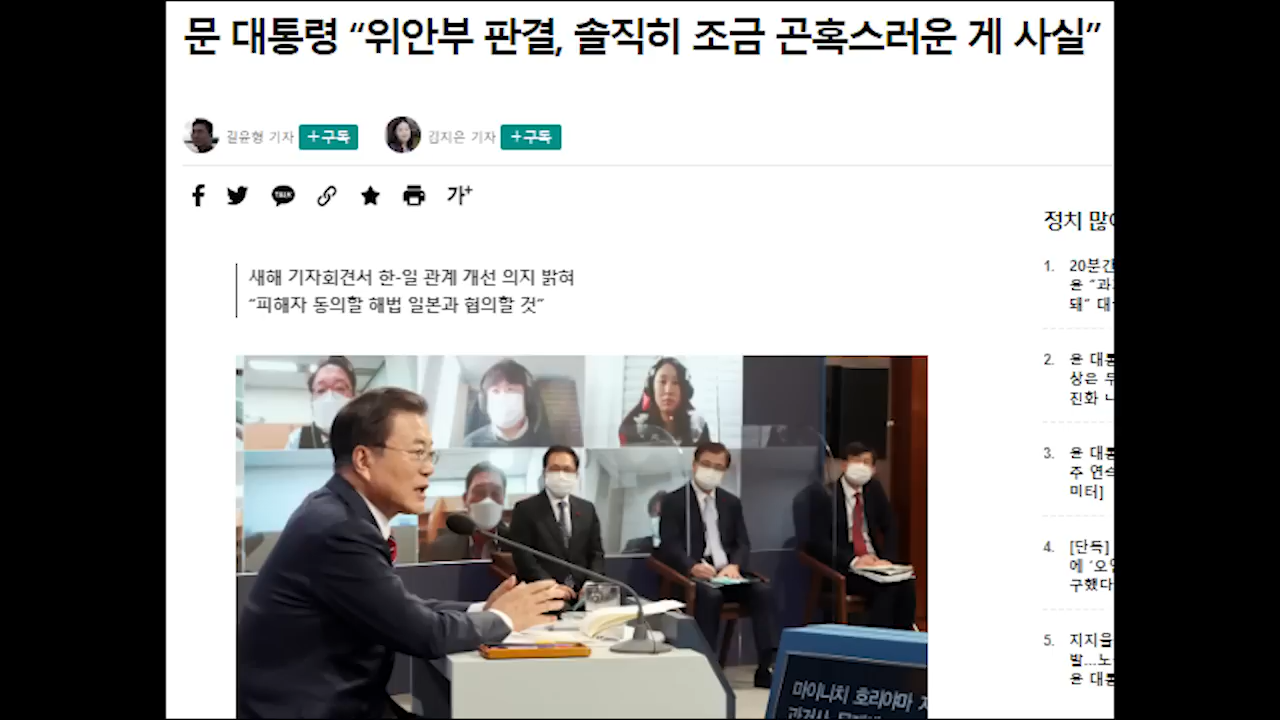 문 대통령 “위안부 판결, 솔직히 조금 곤혹스러운 게 사실”
길윤형 기자 +구독 김지은 기자 +구독
TALK 가+
새해 기자회견서 한-일 관계 개선 의지 밝혀
“피해자 동의할 해법 일본과 협의할 것”
정치 많이
1. 20분간
윤 “과
돼” 대
2. 윤 대통
상은
진화
3. 윤 대통
주 연속
미터]
4. [단독]
에 ‘오
구했다
5. 지지율
발...노
윤 대통
마이니치 호리야마